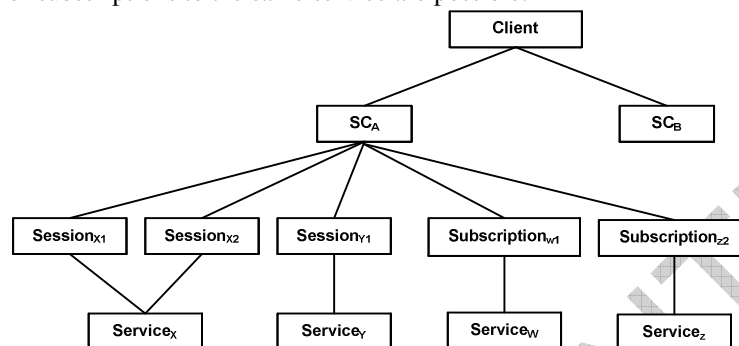 Client
SCA SCB
SessionX1 SessionX2 SessionY1 Subscriptionw1 Subscriptionz2
ServiceX ServiceY ServiceW Servicez